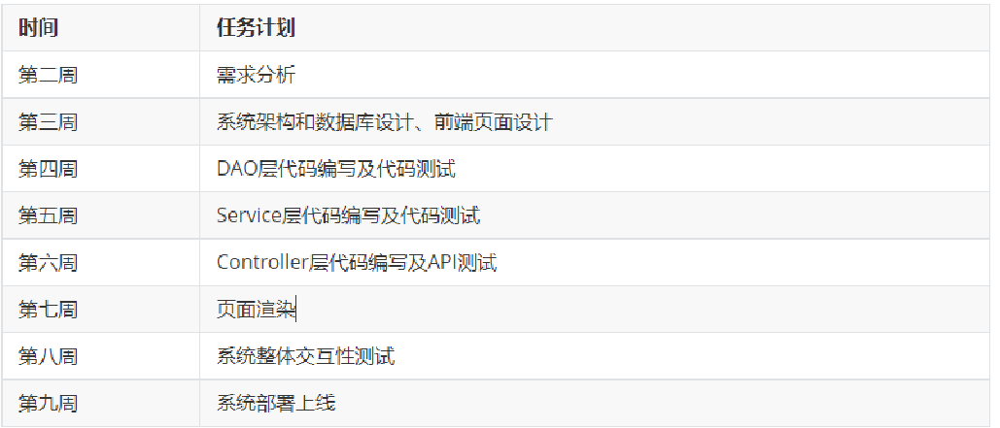 时间 任务计划
第二周 需求分析
第三周 系统架构和数据库设计、前端页面设计
第四周 DAO层代码编写及代码测试
第五周 Service层代码编写及代码测试
第六周 Controller层代码编写及API测试
第七周 页面渲染
第八周 系统整体交互性测试
第九周 系统部署上线